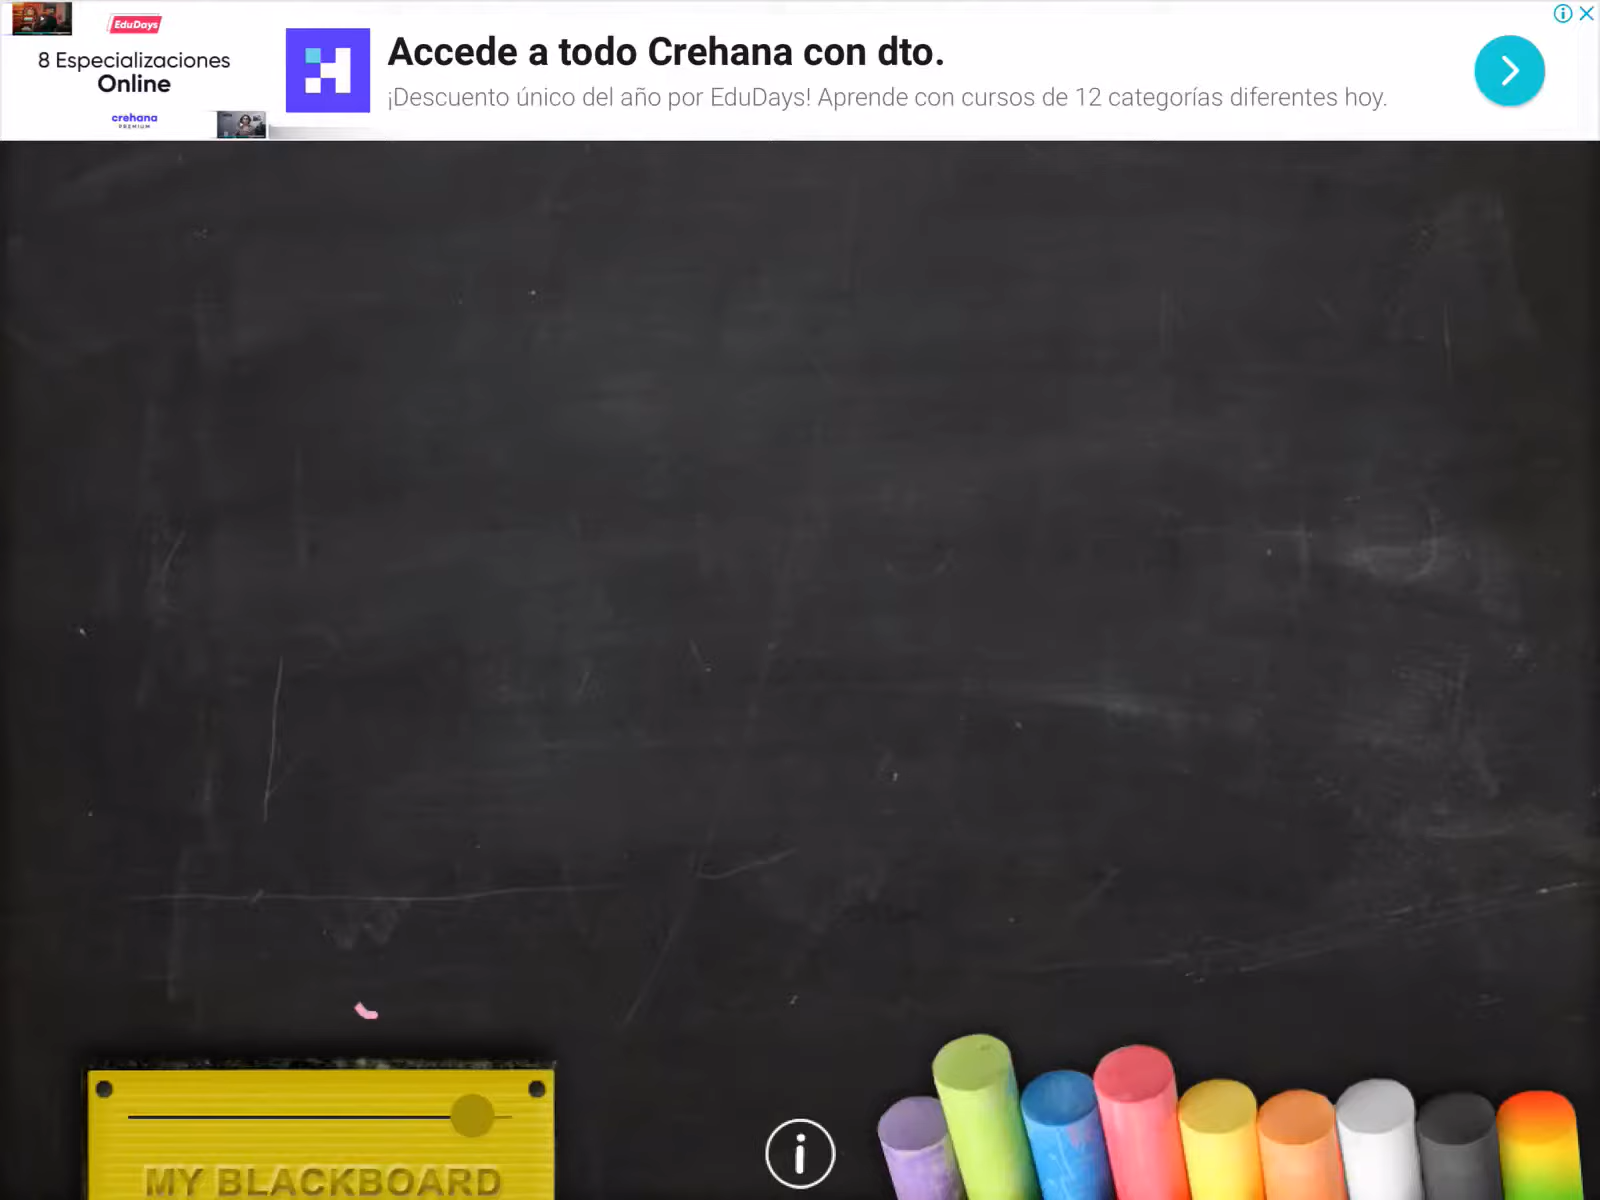 EduDays
8 Especializaciones
Online
crehana
PREMIUM
Accede a todo Crehana con dto.
¡Descuento único del año por EduDays! Aprende con cursos de 12 categorías diferentes hoy.
MY BLACKBOARD